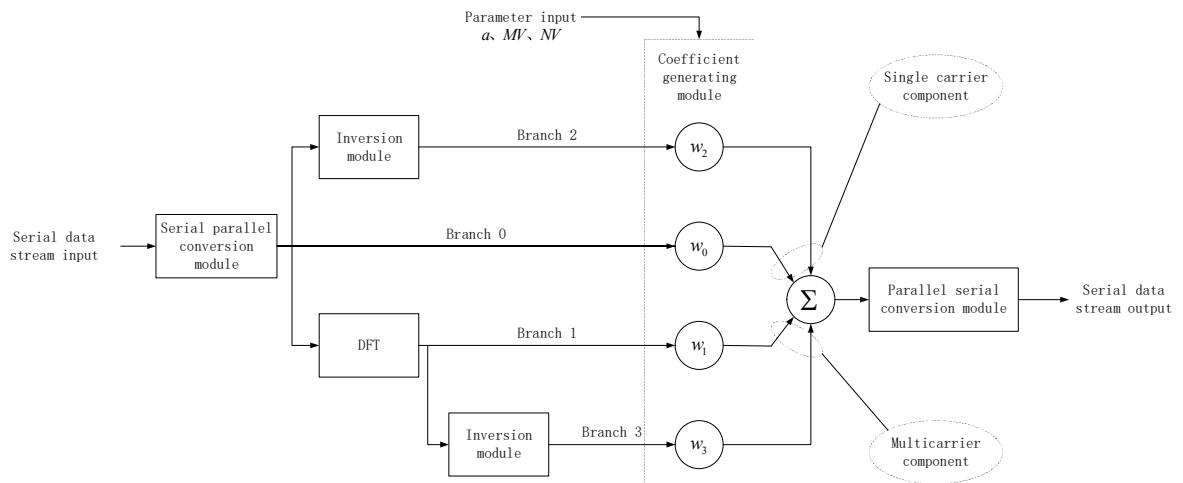 Parameter input
a、MV、NV
Coefficient
generating
module
Single carrier
component
Inversion
module
Branch 2
w2
Serial data
stream input
Serial parallel
conversion
module
Branch 0
w0
Σ
Parallel serial
conversion module
Serial data
stream output
DFT
Branch 1
w1
Inversion
module
Branch 3
w3
Multicarrier
component